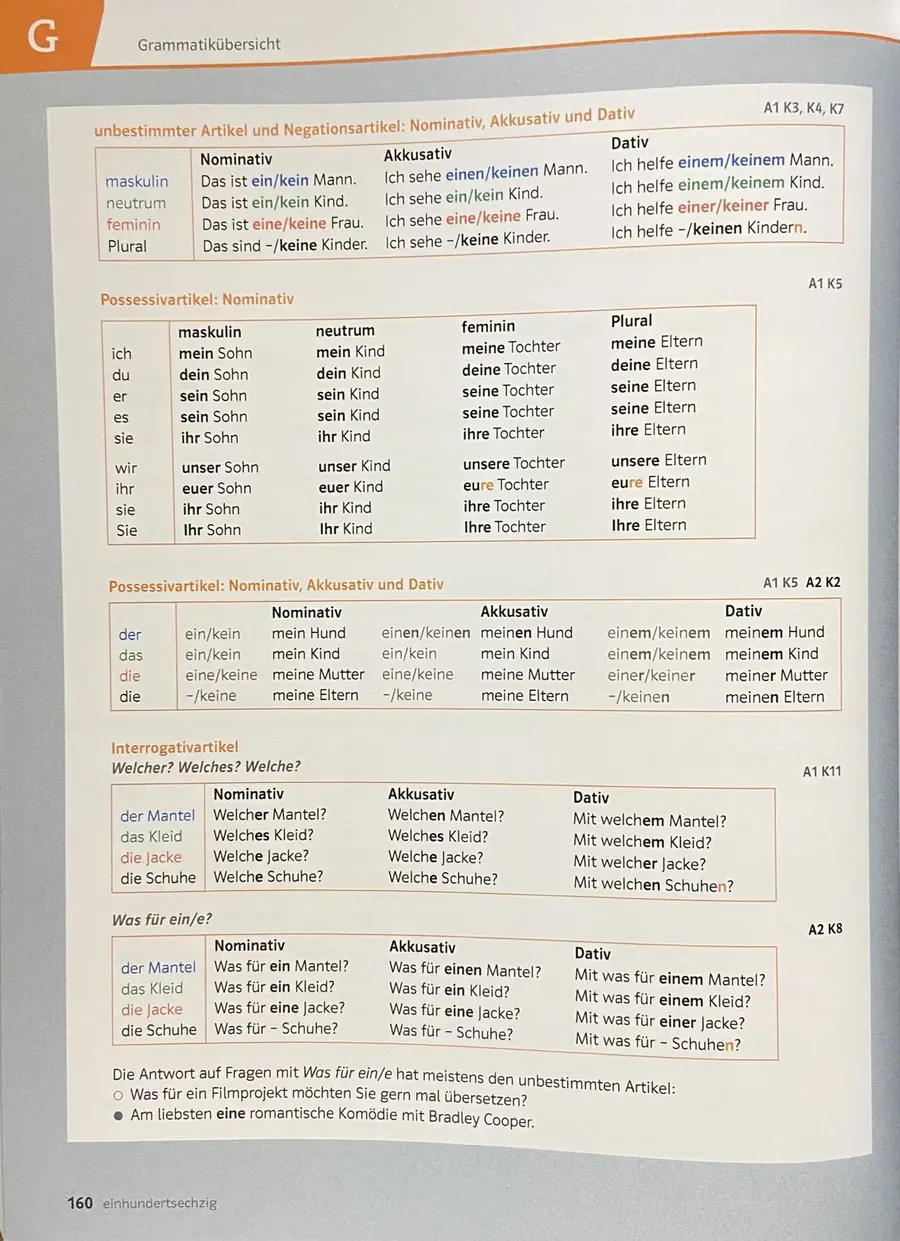 G
Grammatikübersicht
unbestimmter Artikel und Negationsartikel: Nominativ, Akkusativ und Dativ A1 K3, K4, K7
Nominativ Akkusativ Dativ
maskulin Das ist ein/kein Mann. Ich sehe einen/keinen Mann. Ich helfe einem/keinem Mann.
neutrum Das ist ein/kein Kind. Ich sehe ein/kein Kind. Ich helfe einem/keinem Kind.
feminin Das ist eine/keine Frau. Ich sehe eine/keine Frau. Ich helfe einer/keiner Frau.
Plural Das sind –/keine Kinder. Ich sehe –/keine Kinder. Ich helfe –/keinen Kindern.
Possessivartikel: Nominativ A1 K5
maskulin neutrum feminin Plural
ich mein Sohn mein Kind meine Tochter meine Eltern
du dein Sohn dein Kind deine Tochter deine Eltern
er sein Sohn sein Kind seine Tochter seine Eltern
es sein Sohn sein Kind seine Tochter seine Eltern
sie ihr Sohn ihr Kind ihre Tochter ihre Eltern
wir unser Sohn unser Kind unsere Tochter unsere Eltern
ihr euer Sohn euer Kind eure Tochter eure Eltern
sie ihr Sohn ihr Kind ihre Tochter ihre Eltern
Sie Ihr Sohn Ihr Kind Ihre Tochter Ihre Eltern
Possessivartikel: Nominativ, Akkusativ und Dativ A1 K5 A2 K2
Nominativ Akkusativ Dativ
der ein/kein mein Hund einen/keinen meinen Hund einem/keinem meinem Hund
das ein/kein mein Kind ein/kein mein Kind einem/keinem meinem Kind
die eine/keine meine Mutter eine/keine meine Mutter einer/keiner meiner Mutter
die –/keine meine Eltern –/keine meine Eltern –/keinen meinen Eltern
Interrogativartikel
Welcher? Welches? Welche? A1 K11
Nominativ Akkusativ Dativ
der Mantel Welcher Mantel? Welchen Mantel? Mit welchem Mantel?
das Kleid Welches Kleid? Welches Kleid? Mit welchem Kleid?
die Jacke Welche Jacke? Welche Jacke? Mit welcher Jacke?
die Schuhe Welche Schuhe? Welche Schuhe? Mit welchen Schuhen?
Was für ein/e? A2 K8
Nominativ Akkusativ Dativ
der Mantel Was für ein Mantel? Was für einen Mantel? Mit was für einem Mantel?
das Kleid Was für ein Kleid? Was für ein Kleid? Mit was für einem Kleid?
die Jacke Was für eine Jacke? Was für eine Jacke? Mit was für einer Jacke?
die Schuhe Was für – Schuhe? Was für – Schuhe? Mit was für – Schuhen?
Die Antwort auf Fragen mit Was für ein/e hat meistens den unbestimmten Artikel:
○ Was für ein Filmprojekt möchten Sie gern mal übersetzen?
● Am liebsten eine romantische Komödie mit Bradley Cooper.
160 einhundertsechzig